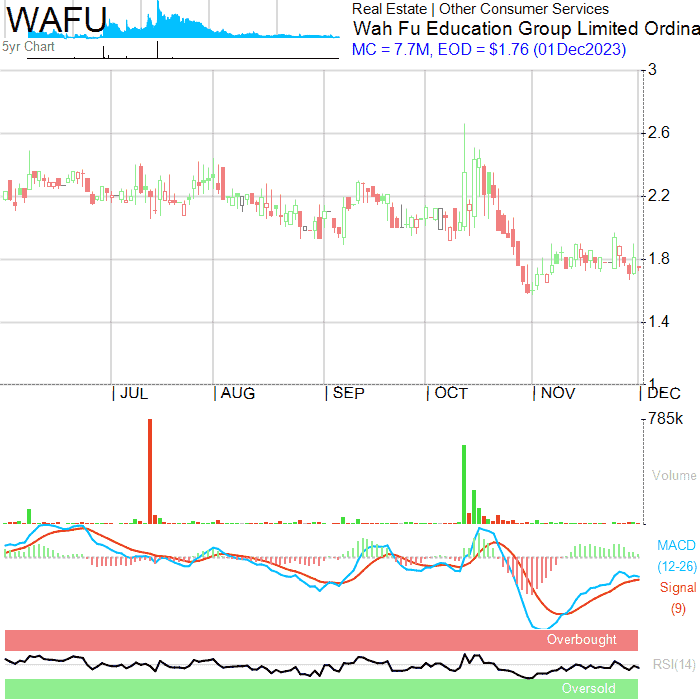 WAFU
5yr Chart
Real Estate | Other Consumer Services
Wah Fu Education Group Limited Ordina
MC = 7.7M, EOD = $1.76 (01Dec2023)
3
2.6
2.2
1.8
1.4
1
JUL
AUG
SEP
OCT
NOV
DEC
785k
Volume
MACD
(12-26)
Signal
(9)
Overbought
RSI(14)
Oversold